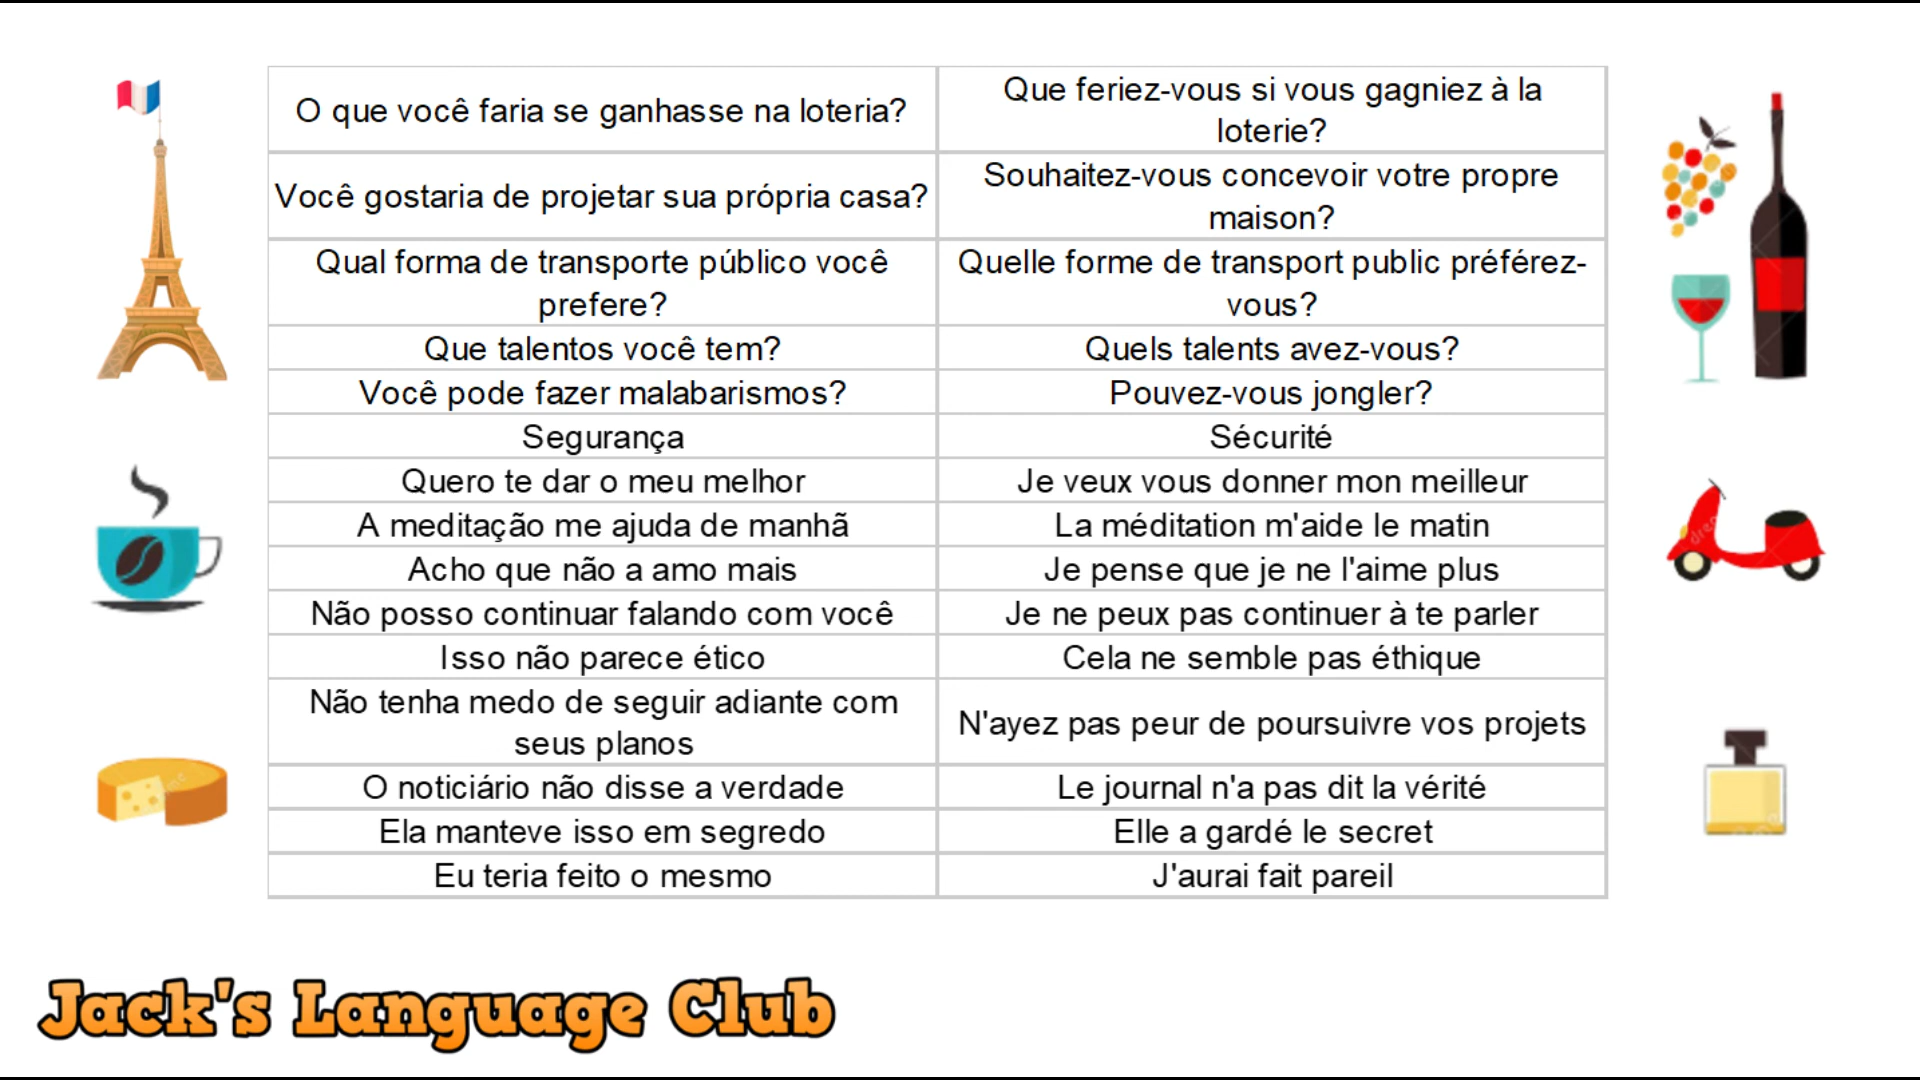 O que você faria se ganhasse na loteria?
Que feriez-vous si vous gagniez à la
loterie?
Você gostaria de projetar sua própria casa?
Souhaitez-vous concevoir votre propre
maison?
Qual forma de transporte público você
prefere?
Quelle forme de transport public préférez-
vous?
Que talentos você tem?
Quels talents avez-vous?
Você pode fazer malabarismos?
Pouvez-vous jongler?
Segurança
Sécurité
Quero te dar o meu melhor
Je veux vous donner mon meilleur
A meditação me ajuda de manhã
La méditation m'aide le matin
Acho que não a amo mais
Je pense que je ne l'aime plus
Não posso continuar falando com você
Je ne peux pas continuer à te parler
Isso não parece ético
Cela ne semble pas éthique
Não tenha medo de seguir adiante com
seus planos
N'ayez pas peur de poursuivre vos projets
O noticiário não disse a verdade
Le journal n'a pas dit la vérité
Ela manteve isso em segredo
Elle a gardé le secret
Eu teria feito o mesmo
J'aurai fait pareil
Jack's Language Club